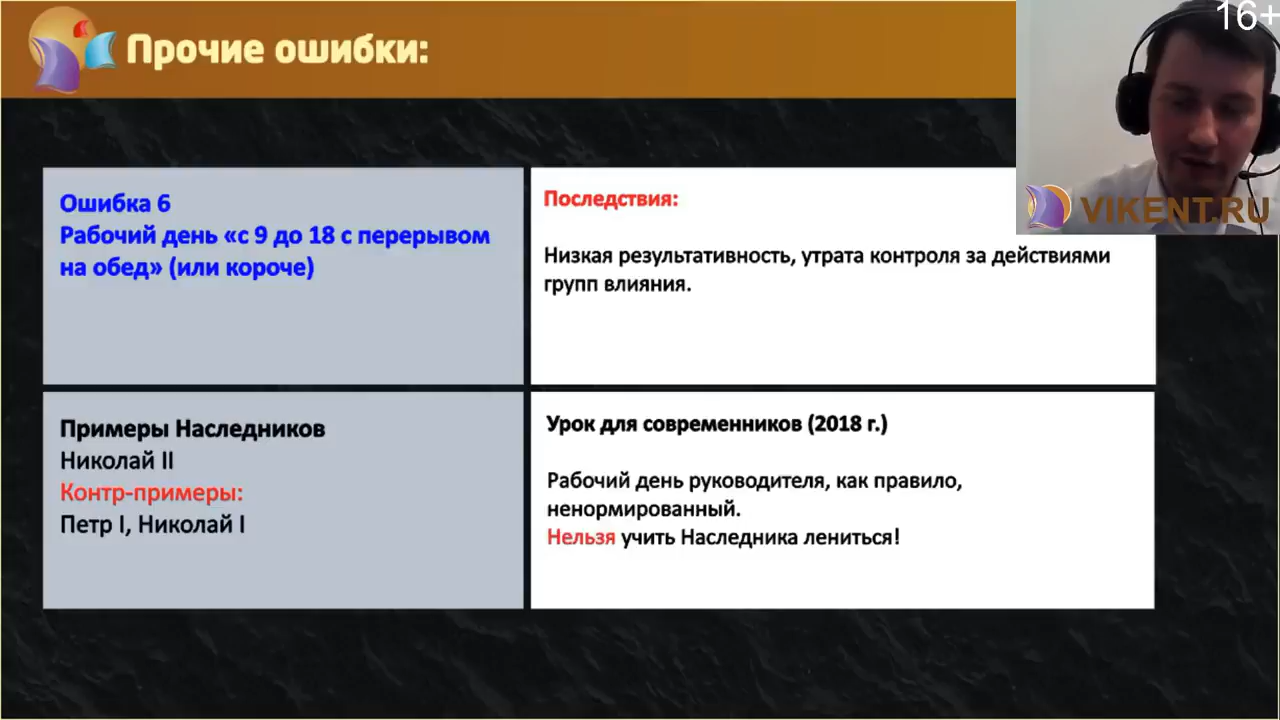 Прочие ошибки:
16+
VIKENT.RU
Ошибка 6
Рабочий день «с 9 до 18 с перерывом
на обед» (или короче)
Последствия:
Низкая результативность, утрата контроля за действиями
групп влияния.
Примеры Наследников
Николай II
Контр-примеры:
Петр I, Николай I
Урок для современников (2018 г.)
Рабочий день руководителя, как правило,
ненормированный.
Нельзя учить Наследника лениться!